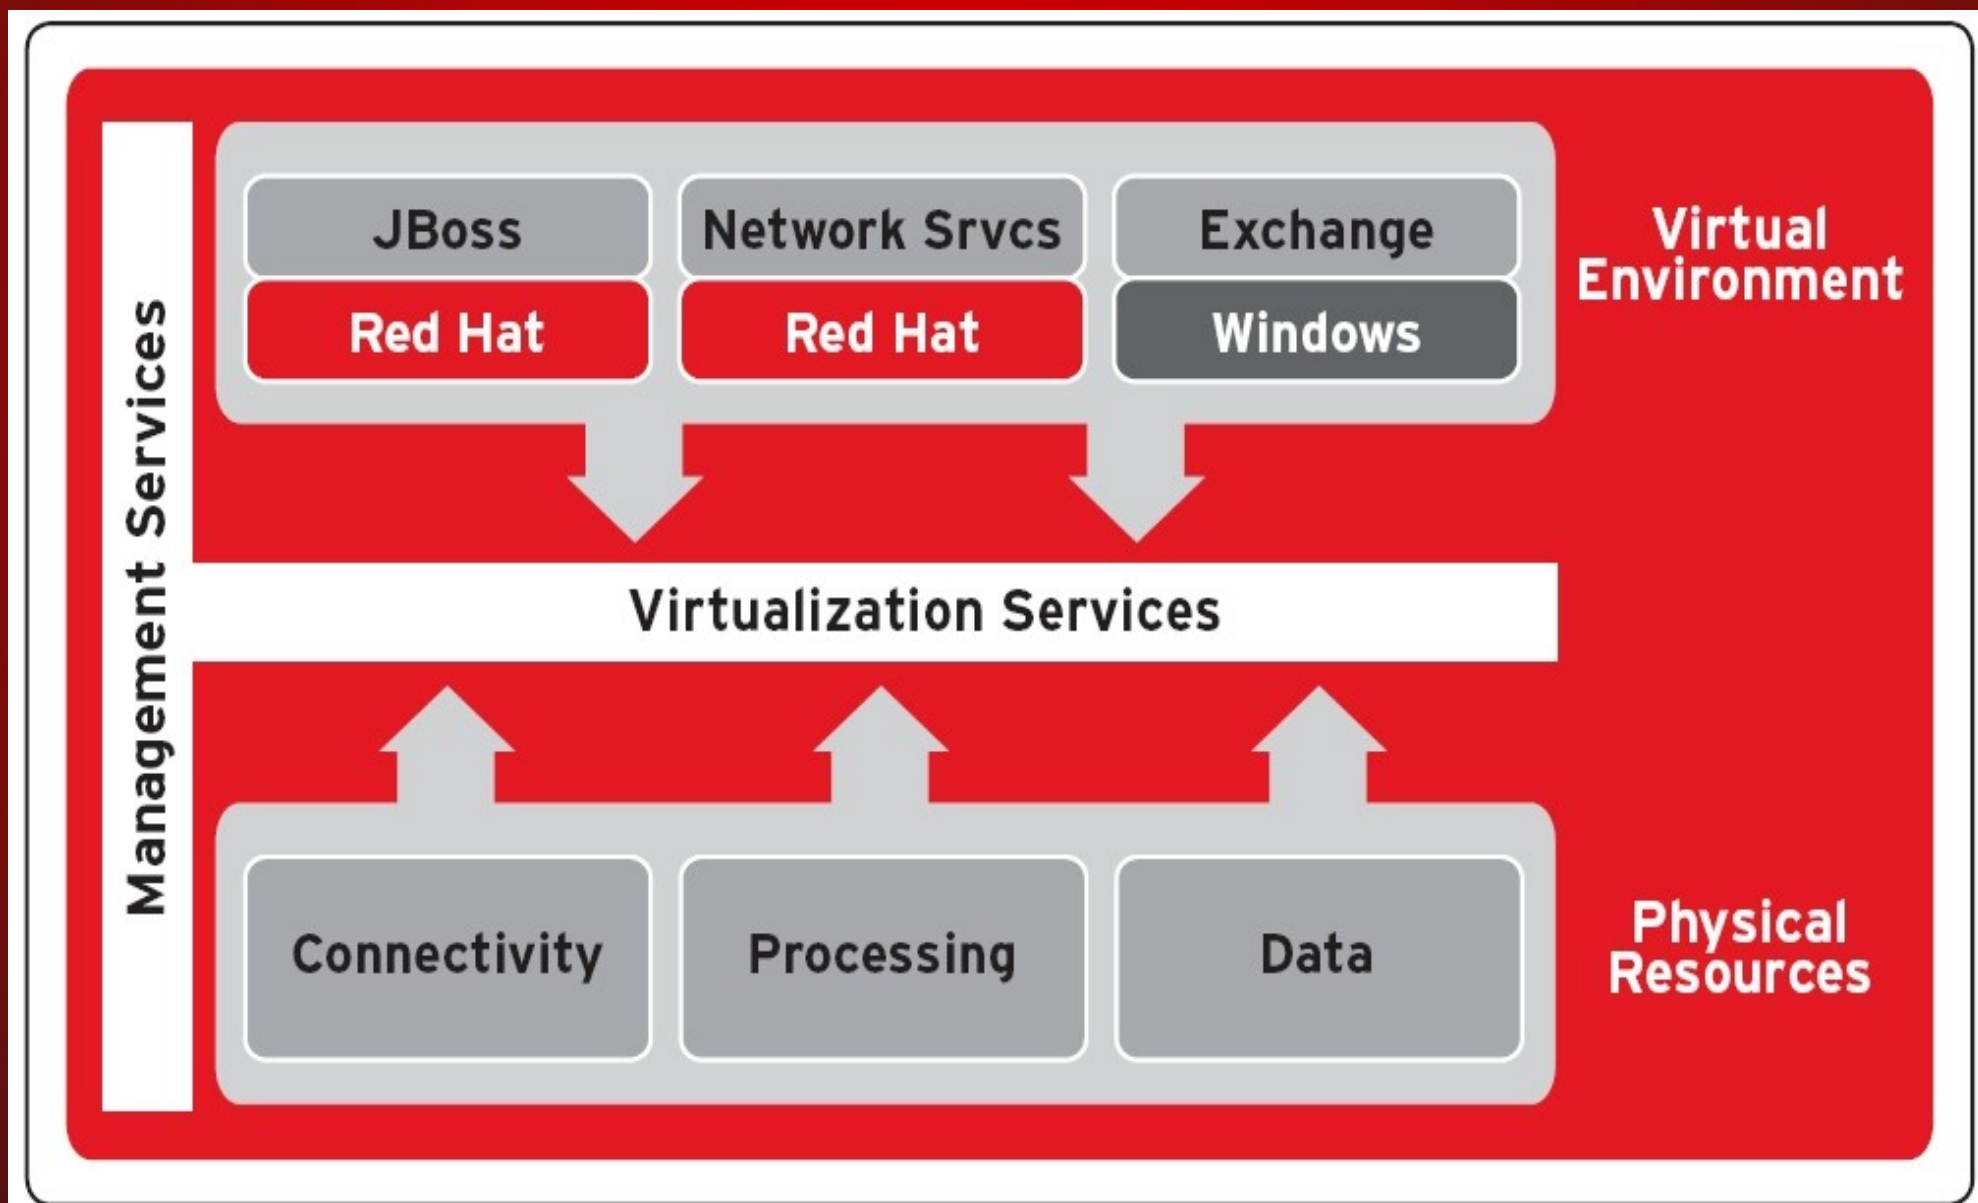 Management Services
JBoss
Network Srvcs
Exchange
Red Hat
Red Hat
Windows
Virtual
Environment
Virtualization Services
Connectivity
Processing
Data
Physical
Resources